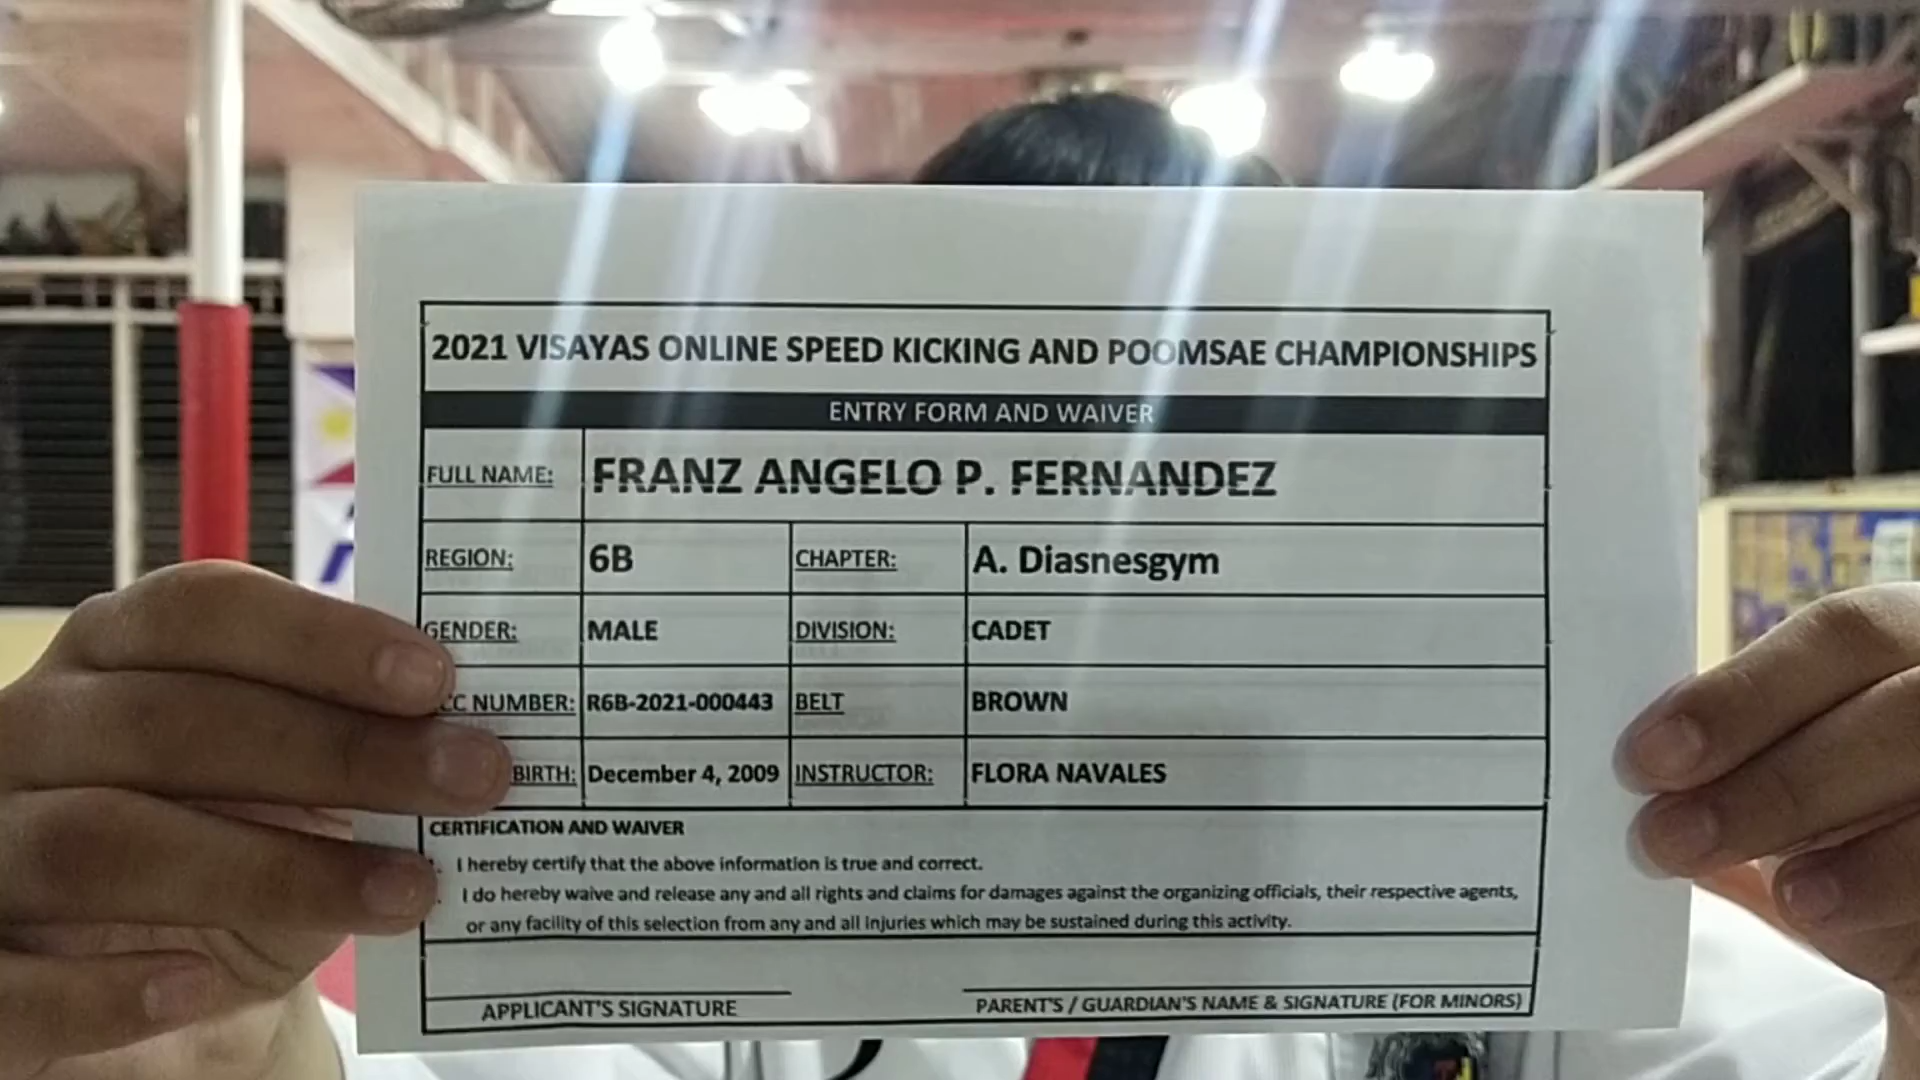 2021 VISAYAS ONLINE SPEED KICKING AND POOMSAE CHAMPIONSHIPS
ENTRY FORM AND WAIVER
FULL NAME: FRANZ ANGELO P. FERNANDEZ
REGION: 6B CHAPTER: A. Diasnesgym
GENDER: MALE DIVISION: CADET
NUMBER: R6B-2021-000443 BELT BROWN
BIRTH: December 4, 2009 INSTRUCTOR: FLORA NAVALES
CERTIFICATION AND WAIVER
I hereby certify that the above information is true and correct.
I do hereby waive and release any and all rights and claims for damages against the organizing officials, their respective agents,
or any facility of this selection from any and all injuries which may be sustained during this activity.
APPLICANT'S SIGNATURE PARENT'S / GUARDIAN'S NAME & SIGNATURE (FOR MINORS)